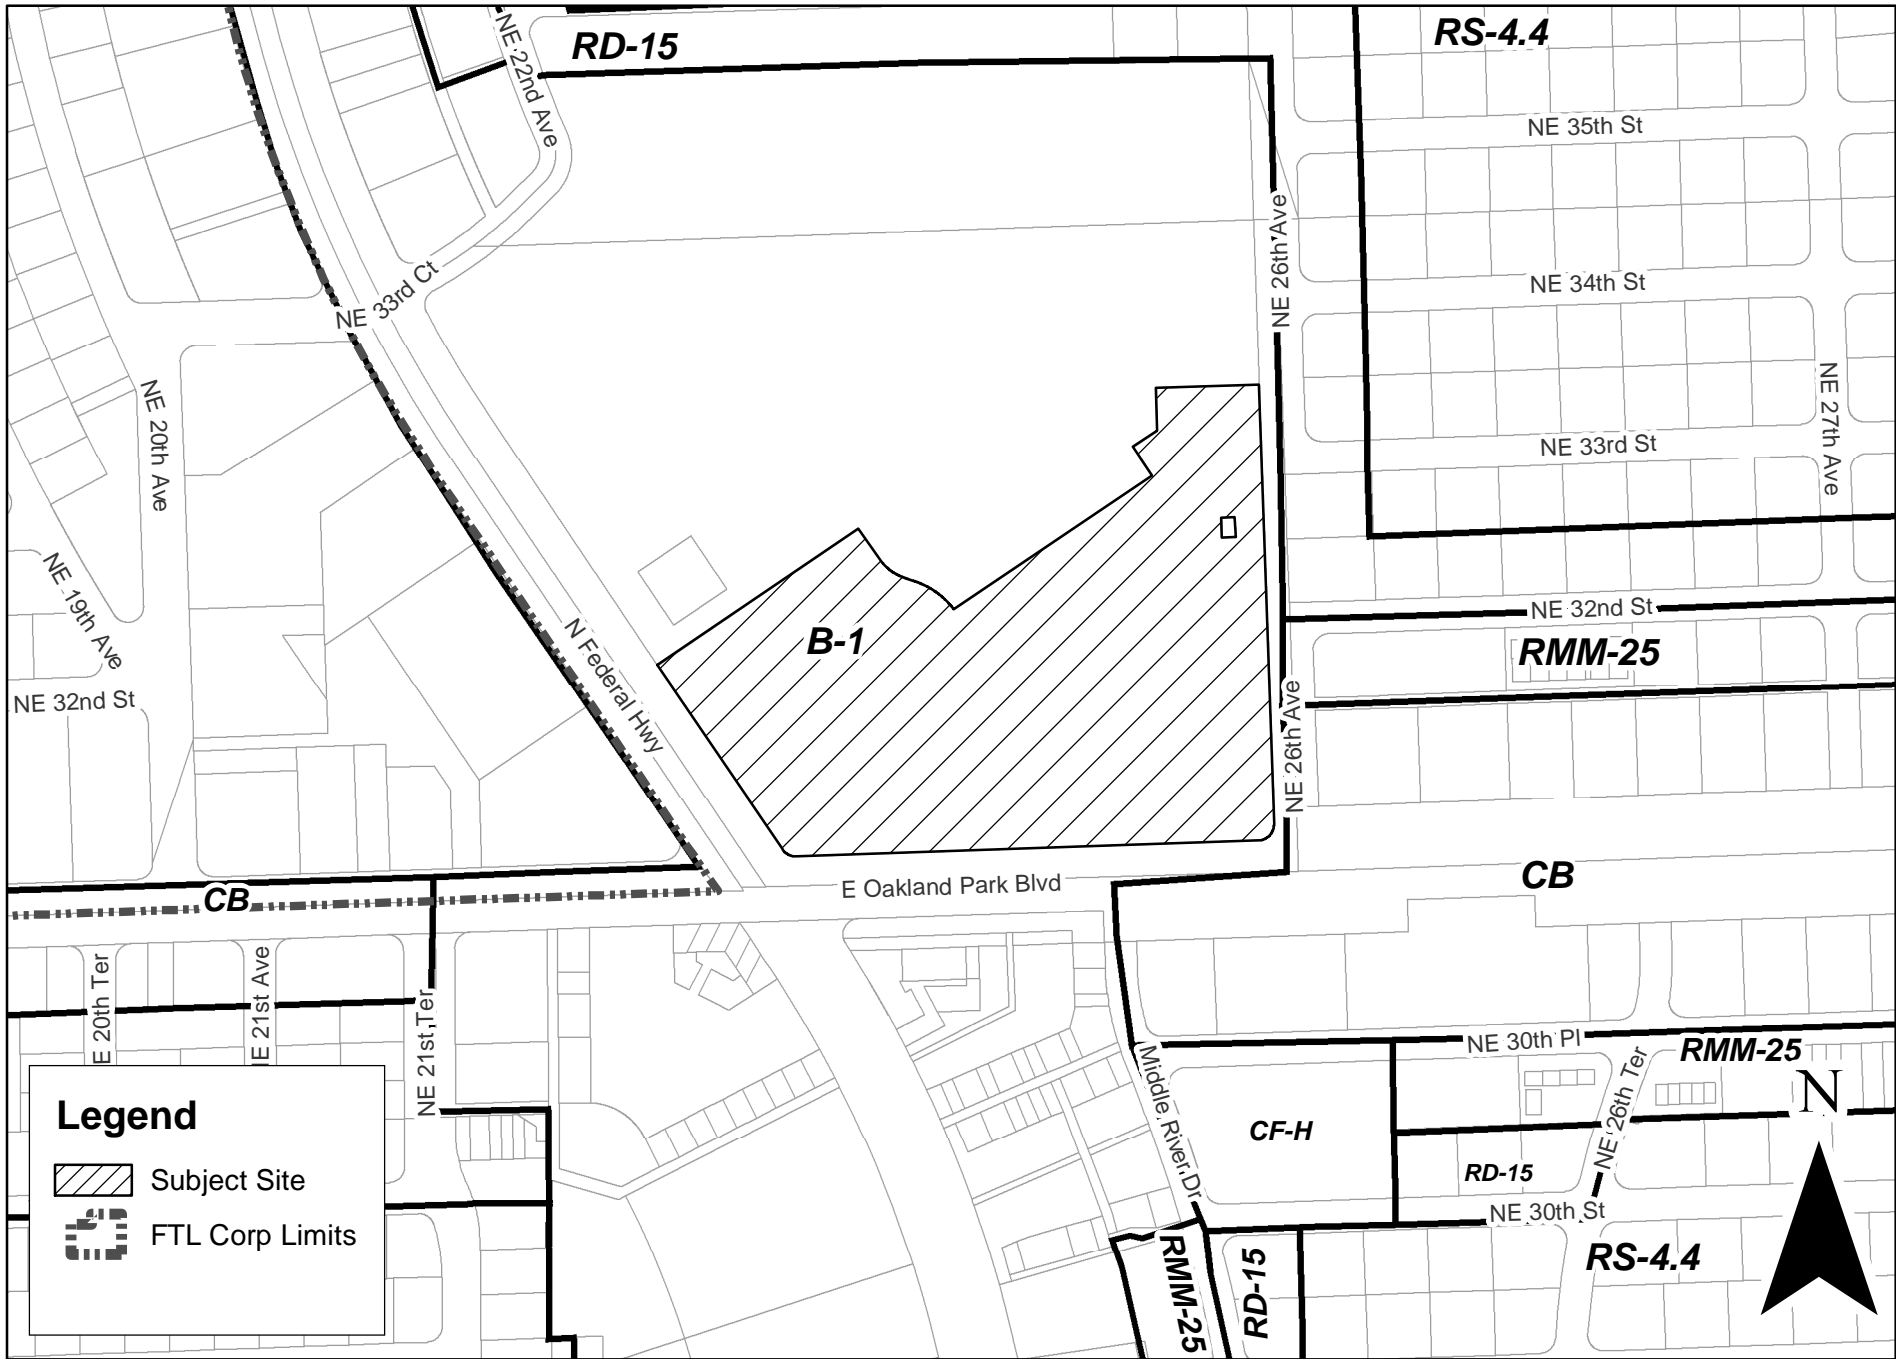 RD-15
RS-4.4
NE 22nd Ave
NE 35th St
NE 26th Ave
NE 34th St
NE 33rd Ct
NE 20th Ave
NE 27th Ave
NE 33rd St
NE 19th Ave
NE 32nd St
B-1
N Federal Hwy
RMM-25
NE 32nd St
NE 26th Ave
CB
E Oakland Park Blvd
CB
E 20th Ter
21st Ave
NE 21st Ter
NE 30th Pl
RMM-25
Middle River Dr
NE 26th Ter
N
CF-H
RD-15
NE 30th St
RS-4.4
RMM-25
RD-15
Legend
Subject Site
FTL Corp Limits